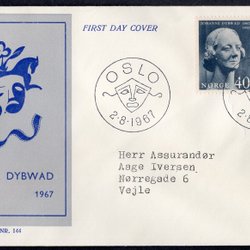 FIRST DAY COVER
JOHANNE DYBWAD
NORGE 40
OSLO
2-8-1967
DYBWAD
1967
NR. 144
Herr Assurandør
Aage Iversen
Nørregade 6
Vejle